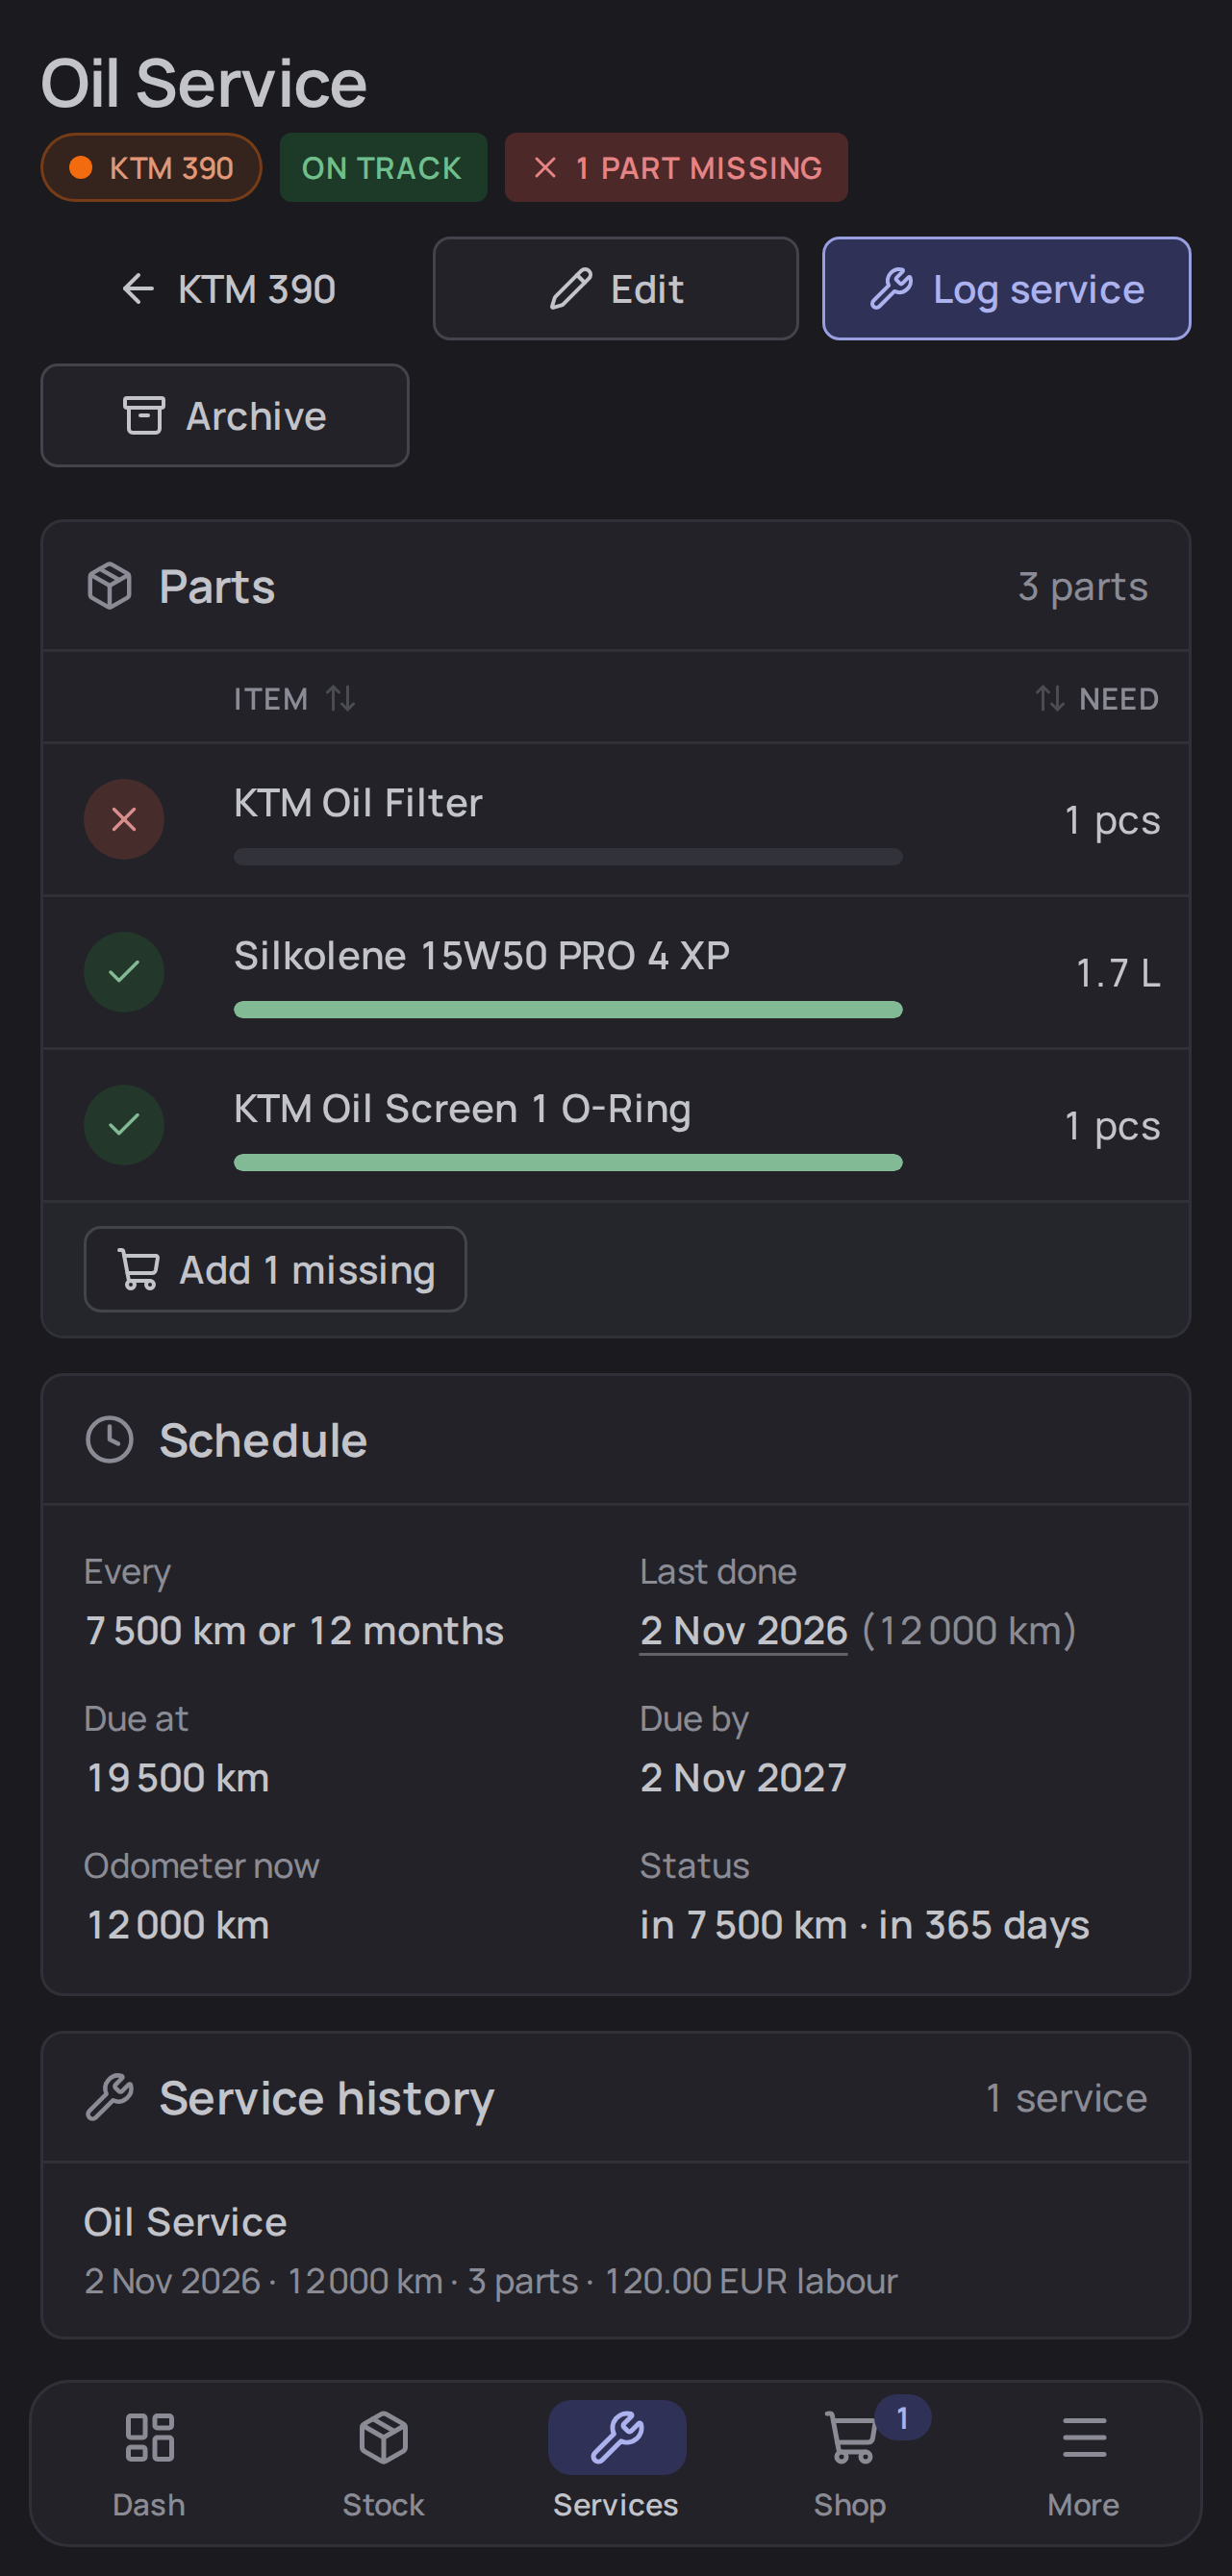 Oil Service
KTM 390 ON TRACK 1 PART MISSING
KTM 390 Edit Log service
Archive
Parts 3 parts
ITEM NEED
KTM Oil Filter 1 pcs
Silkolene 15W50 PRO 4 XP 1.7 L
KTM Oil Screen 1 O-Ring 1 pcs
Add 1 missing
Schedule
Every Last done
7 500 km or 12 months 2 Nov 2026 (12 000 km)
Due at Due by
19 500 km 2 Nov 2027
Odometer now Status
12 000 km in 7 500 km · in 365 days
Service history 1 service
Oil Service
2 Nov 2026 · 12 000 km · 3 parts · 120.00 EUR labour
1
Dash Stock Services Shop More